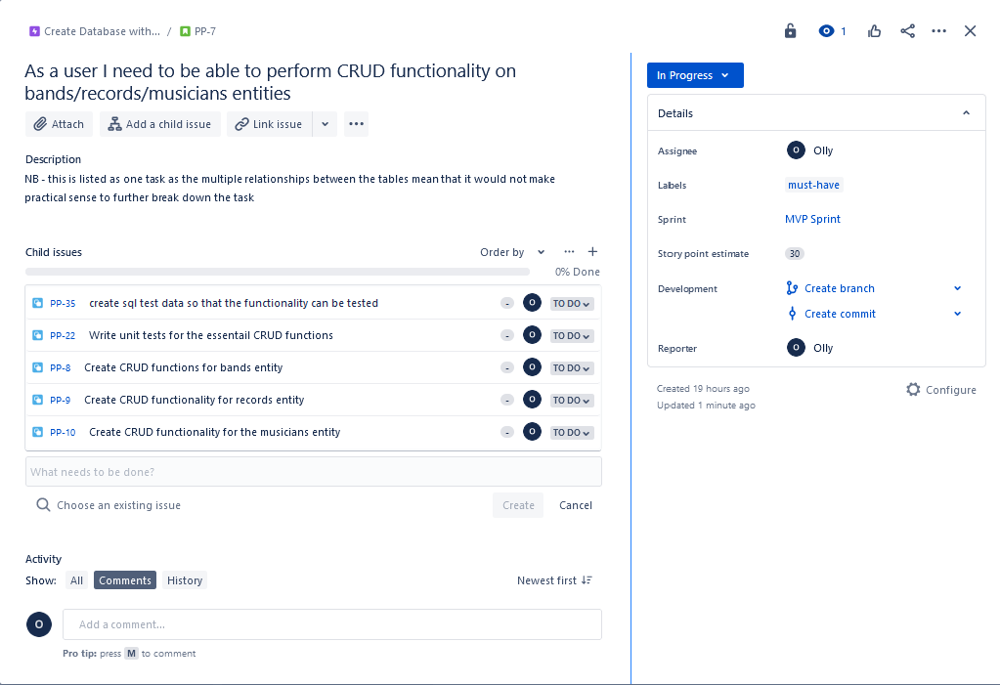 Create Database with... / PP-7
1
As a user I need to be able to perform CRUD functionality on
bands/records/musicians entities
Attach Add a child issue Link issue
Description
NB - this is listed as one task as the multiple relationships between the tables mean that it would not make
practical sense to further break down the task
Child issues Order by
0% Done
PP-35 create sql test data so that the functionality can be tested - O TO DO
PP-22 Write unit tests for the essentail CRUD functions - O TO DO
PP-8 Create CRUD functions for bands entity - O TO DO
PP-9 Create CRUD functionality for records entity - O TO DO
PP-10 Create CRUD functionality for the musicians entity - O TO DO
What needs to be done?
Choose an existing issue Create Cancel
Activity
Show: All Comments History Newest first
O Add a comment...
Pro tip: press M to comment
In Progress
Details
Assignee O Olly
Labels must-have
Sprint MVP Sprint
Story point estimate 30
Development Create branch
Create commit
Reporter O Olly
Created 19 hours ago Configure
Updated 1 minute ago